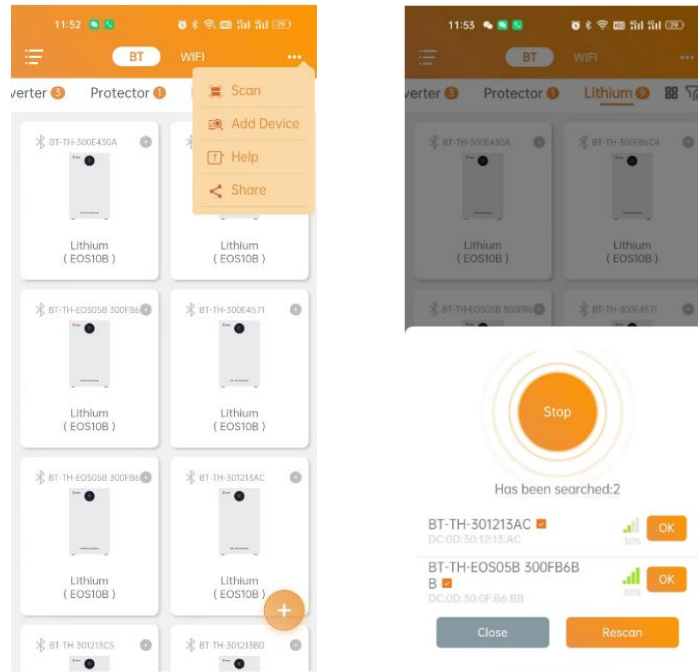 11:52
39
BT WIFI
verter 3 Protector 1
Scan
Add Device
Help
Share
BT-TH-300E430A
Lithium
( EOS10B )
Lithium
( EOS10B )
BT-TH-EOS05B 300FB6
BT-TH-300E4571
Lithium
( EOS10B )
Lithium
( EOS10B )
BT-TH-EOS05B 300FB6
BT-TH-301213AC
Lithium
( EOS10B )
Lithium
( EOS10B )
+
BT-TH-301213C5
BT-TH-301213BD
11:53
39
BT WIFI
verter 3 Protector 1 Lithium 9
BT-TH-300E430A
BT-TH-300FB6C4
Lithium
( EOS10B )
Lithium
( EOS10B )
BT-TH-EOS05B 300FB6
BT-TH-300E4571
Stop
Has been searched:2
BT-TH-301213AC
DC:0D:30:12:13:AC
50%
OK
BT-TH-EOS05B 300FB6B
B
DC:0D:30:0F:B6:BB
88%
OK
Close Rescan